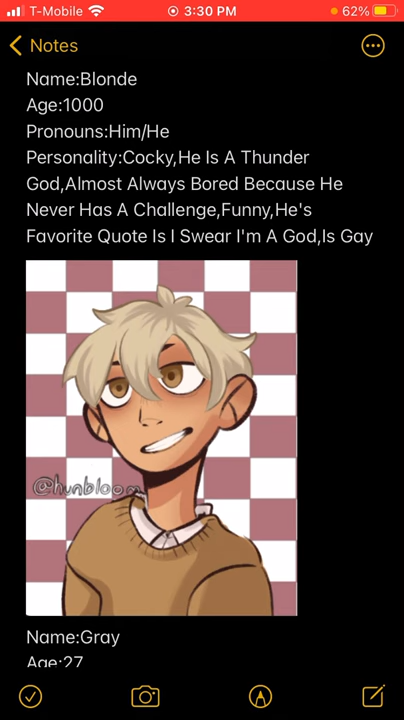 T-Mobile 3:30 PM 62%
Notes
Name:Blonde
Age:1000
Pronouns:Him/He
Personality:Cocky,He Is A Thunder
God,Almost Always Bored Because He
Never Has A Challenge,Funny,He's
Favorite Quote Is I Swear I'm A God,Is Gay
@hunbloom
Name:Gray
Age:27